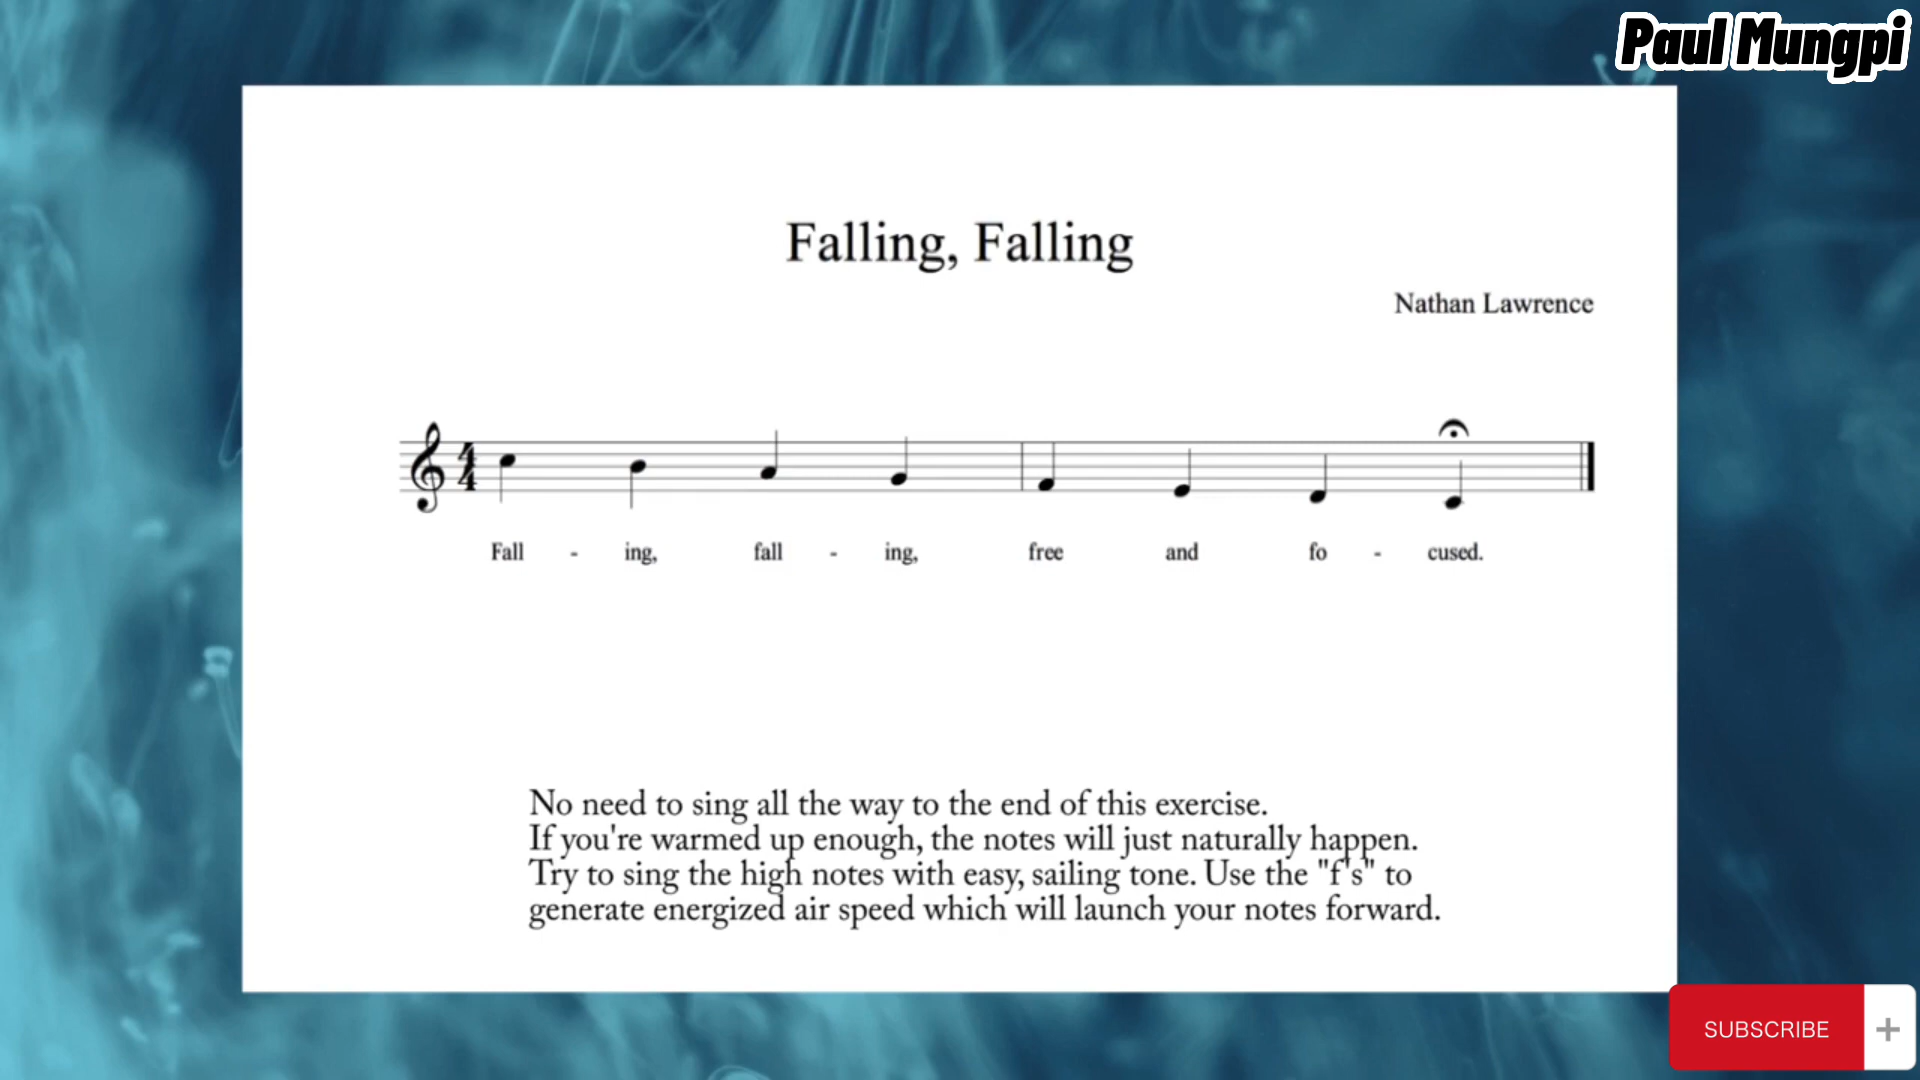 Paul Mungpi
Falling, Falling
Nathan Lawrence
4
4
Fall - ing, fall - ing, free and fo - cused.
No need to sing all the way to the end of this exercise.
If you're warmed up enough, the notes will just naturally happen.
Try to sing the high notes with easy, sailing tone. Use the "f's" to
generate energized air speed which will launch your notes forward.
SUBSCRIBE +